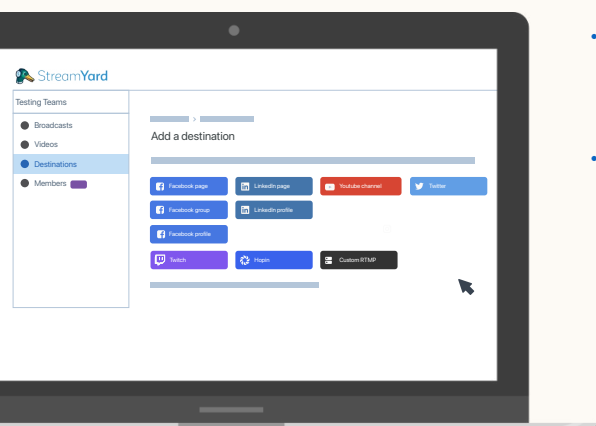 StreamYard
Testing Teams
Broadcasts
Videos
Destinations
Members
Add a destination
Facebook page
LinkedIn page
Youtube channel
Twitter
Facebook group
LinkedIn profile
Facebook profile
Twitch
Hopin
Custom RTMP